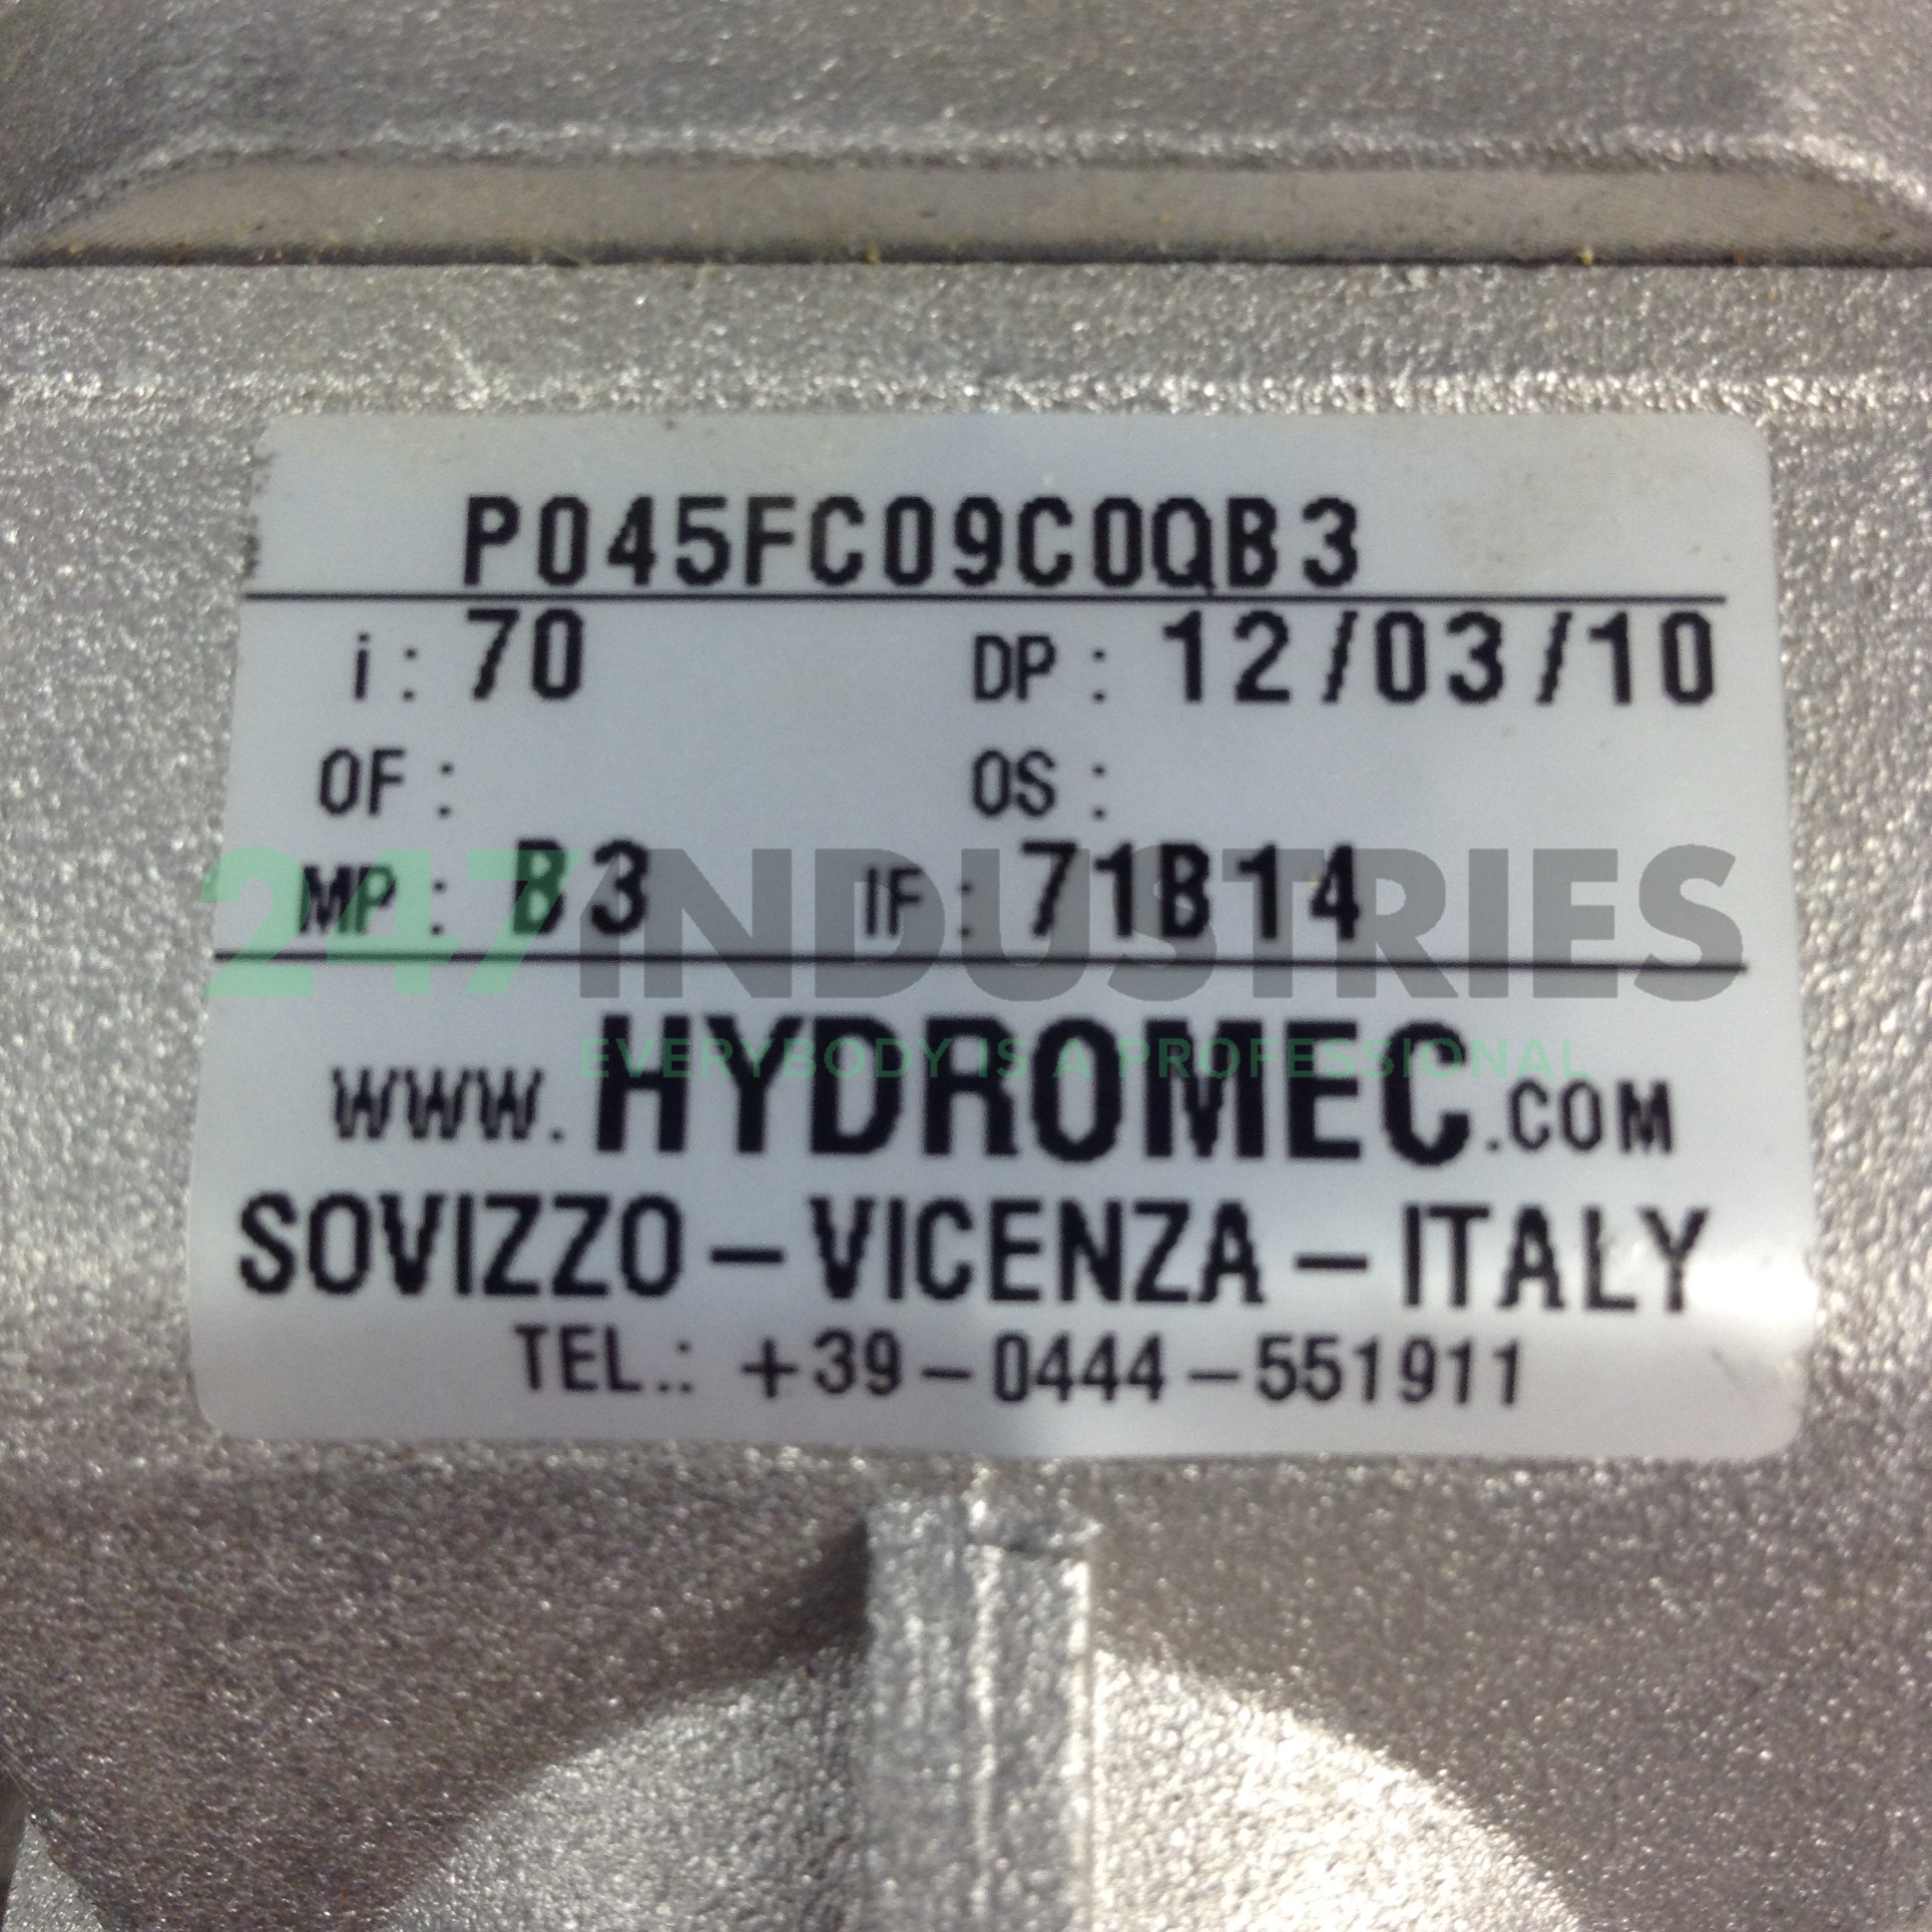 P045FC09C0QB3
i: 70 DP: 12/03/10
OF: OS:
MP: B3 IF: 71B14
247INDUSTRIES
EVERYBODY IS A PROFESSIONAL
www.HYDROMEC.COM
SOVIZZO-VICENZA-ITALY
TEL.: +39-0444-551911